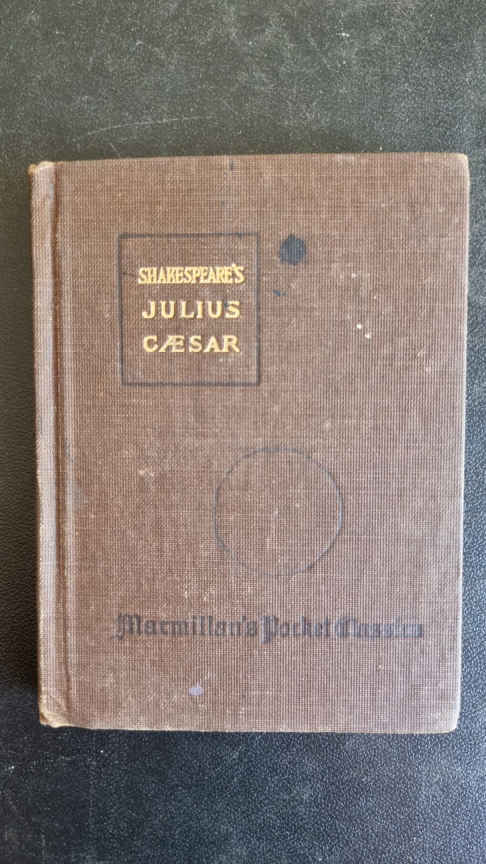 SHAKESPEARE'S
JULIUS
CÆSAR
Macmillan's Pocket Classics